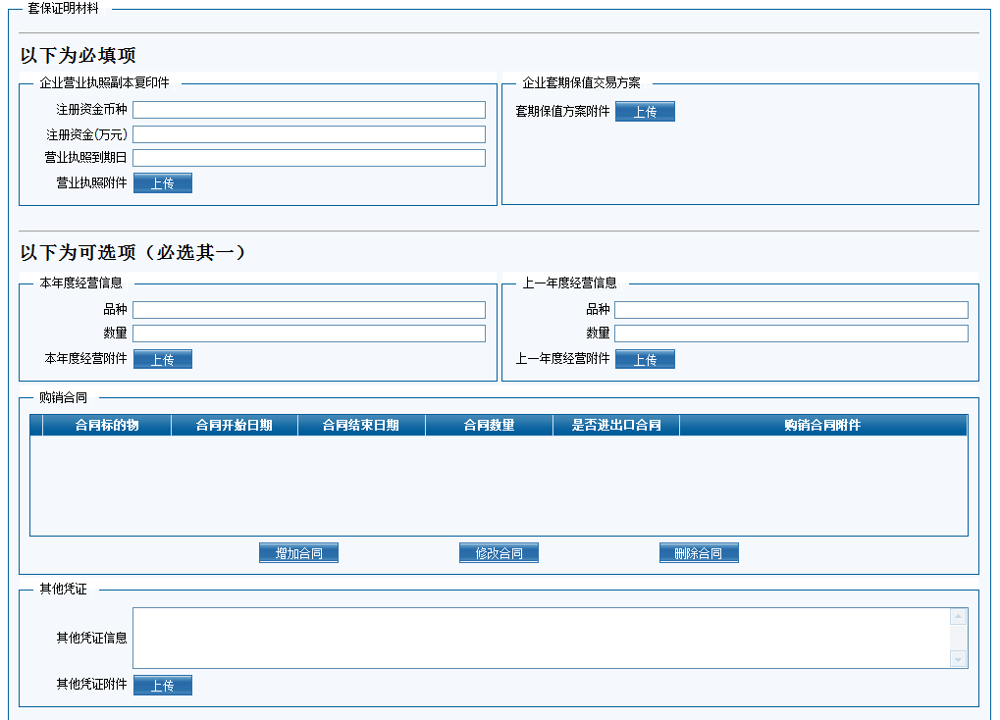 套保证明材料
以下为必填项
企业营业执照副本复印件
注册资金币种
注册资金(万元)
营业执照到期日
营业执照附件 上传
企业套期保值交易方案
套期保值方案附件 上传
以下为可选项（必选其一）
本年度经营信息
品种
数量
本年度经营附件 上传
上一年度经营信息
品种
数量
上一年度经营附件 上传
购销合同
合同标的物 合同开始日期 合同结束日期 合同数量 是否进出口合同 购销合同附件
增加合同 修改合同 删除合同
其他凭证
其他凭证信息
其他凭证附件 上传